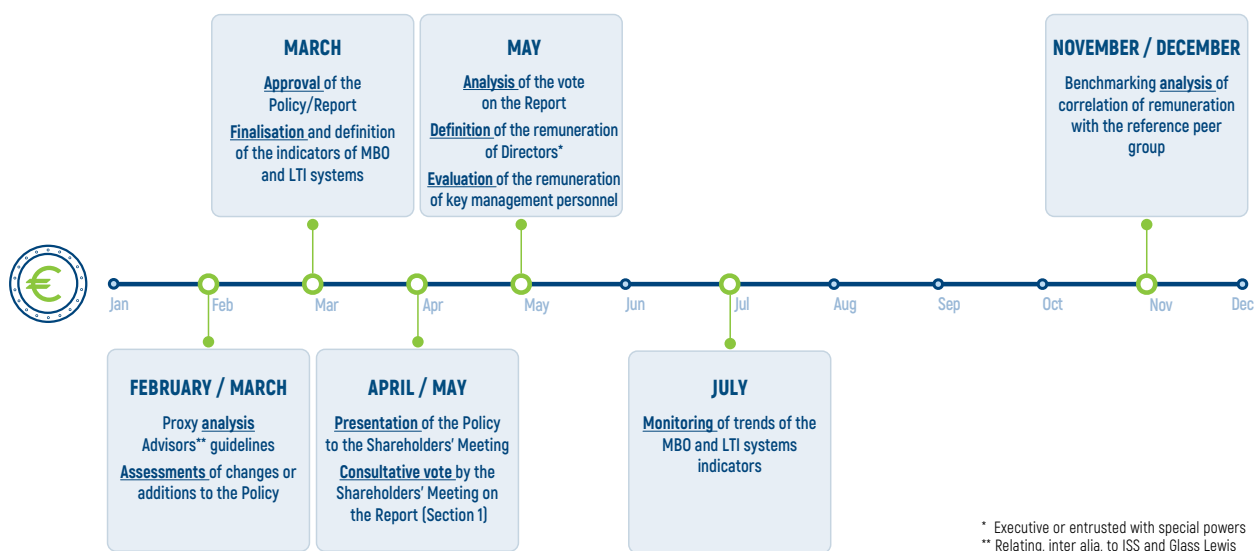 MARCH
Approval of the
Policy/Report
Finalisation and definition
of the indicators of MBO
and LTI systems
MAY
Analysis of the vote
on the Report
Definition of the remuneration
of Directors*
Evaluation of the remuneration
of key management personnel
NOVEMBER / DECEMBER
Benchmarking analysis of
correlation of remuneration
with the reference peer
group
Jan
Feb
Mar
Apr
May
Jun
Jul
Aug
Sep
Oct
Nov
Dec
FEBRUARY / MARCH
Proxy analysis
Advisors** guidelines
Assessments of changes or
additions to the Policy
APRIL / MAY
Presentation of the Policy
to the Shareholders' Meeting
Consultative vote by the
Shareholders' Meeting on
the Report (Section 1)
JULY
Monitoring of trends of the
MBO and LTI systems
indicators
* Executive or entrusted with special powers
** Relating, inter alia, to ISS and Glass Lewis